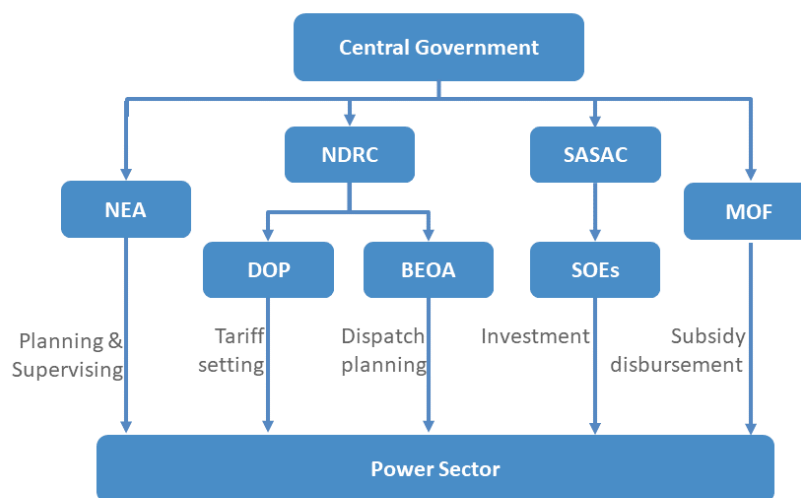 Central Government
NDRC
SASAC
NEA
MOF
DOP
BEOA
SOEs
Planning &
Supervising
Tariff
setting
Dispatch
planning
Investment
Subsidy
disbursement
Power Sector